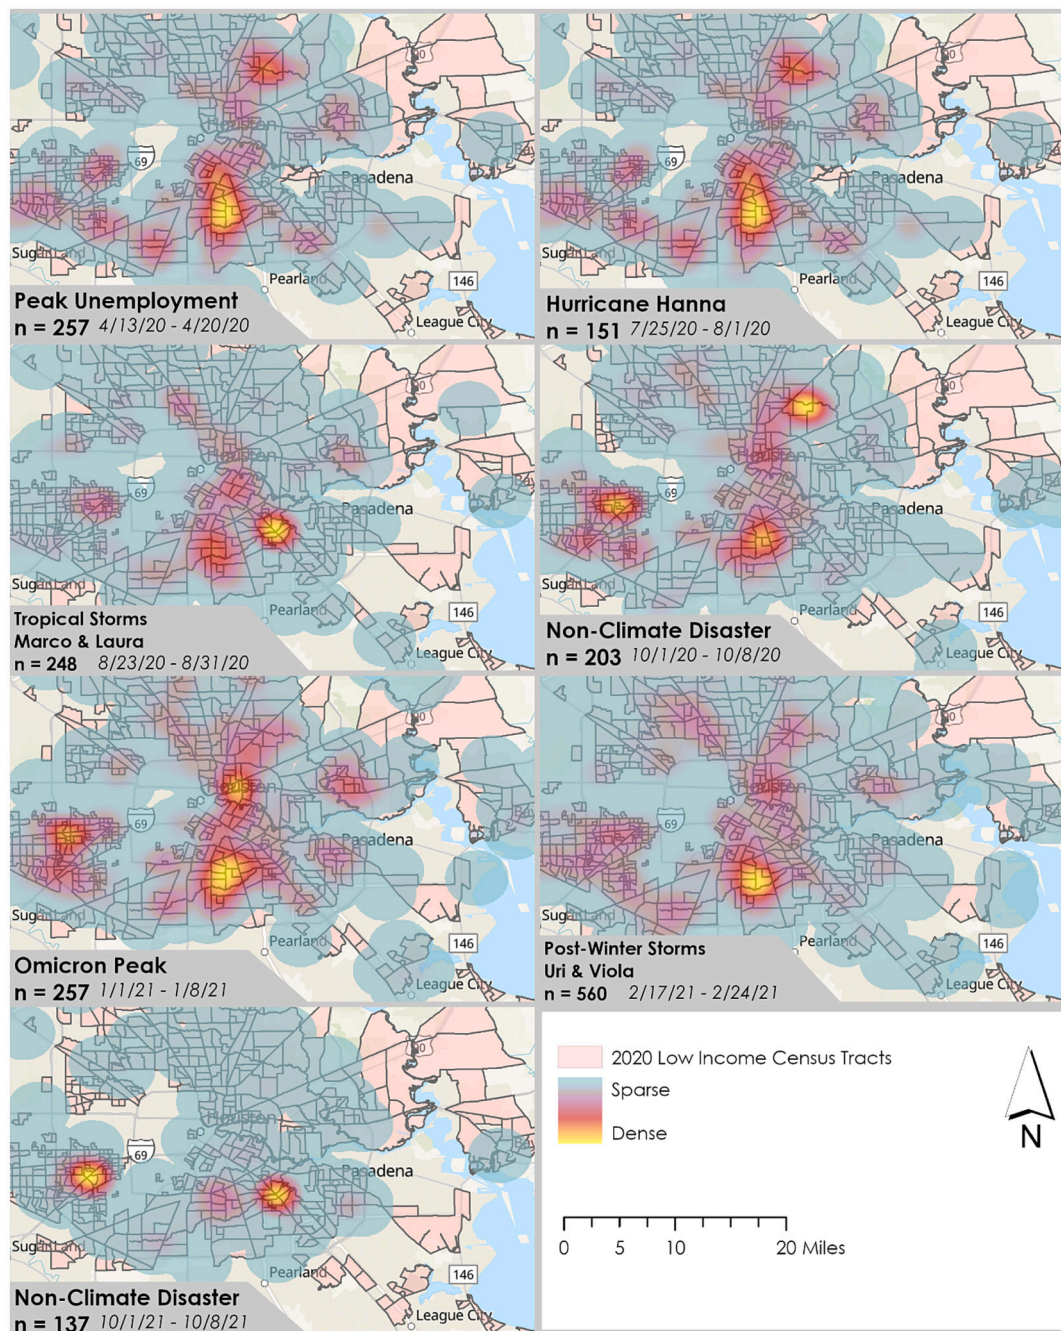 Houston
69
Pasadena
Sugar Land
Pearland
146
League City
Peak Unemployment
n = 257 4/13/20 - 4/20/20
Houston
69
Pasadena
Sugar Land
Pearland
146
League City
Hurricane Hanna
n = 151 7/25/20 - 8/1/20
Houston
69
Pasadena
Sugar Land
Pearland
146
League City
Tropical Storms
Marco & Laura
n = 248 8/23/20 - 8/31/20
Houston
69
Pasadena
Sugar Land
Pearland
146
League City
Non-Climate Disaster
n = 203 10/1/20 - 10/8/20
Houston
69
Pasadena
Sugar Land
Pearland
146
League City
Omicron Peak
n = 257 1/1/21 - 1/8/21
Houston
69
Pasadena
Sugar Land
Pearland
146
League City
Post-Winter Storms
Uri & Viola
n = 560 2/17/21 - 2/24/21
Houston
69
Pasadena
Sugar Land
Pearland
146
League City
Non-Climate Disaster
n = 137 10/1/21 - 10/8/21
2020 Low Income Census Tracts
Sparse
Dense
N
0 5 10 20 Miles